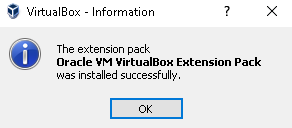 VirtualBox - Information
?
The extension pack
Oracle VM VirtualBox Extension Pack
was installed successfully.
OK